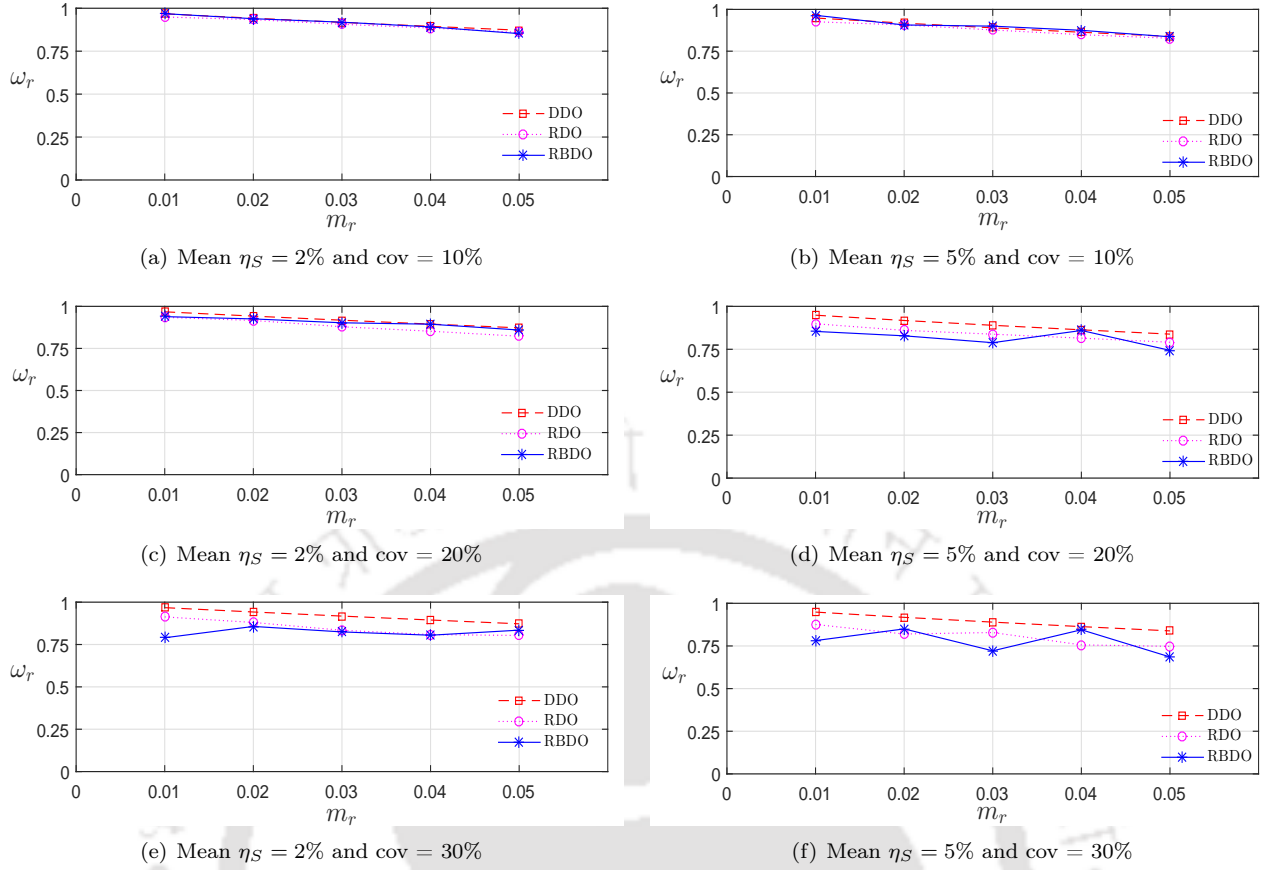 1
0.75
ω_r
0.5
0.25
0
DDO
RDO
RBDO
0 0.01 0.02 0.03 0.04 0.05
m_r
(a) Mean η_S = 2% and cov = 10%
1
0.75
ω_r
0.5
0.25
0
DDO
RDO
RBDO
0 0.01 0.02 0.03 0.04 0.05
m_r
(b) Mean η_S = 5% and cov = 10%
1
0.75
ω_r
0.5
0.25
0
DDO
RDO
RBDO
0 0.01 0.02 0.03 0.04 0.05
m_r
(c) Mean η_S = 2% and cov = 20%
1
0.75
ω_r
0.5
0.25
0
DDO
RDO
RBDO
0 0.01 0.02 0.03 0.04 0.05
m_r
(d) Mean η_S = 5% and cov = 20%
1
0.75
ω_r
0.5
0.25
0
DDO
RDO
RBDO
0 0.01 0.02 0.03 0.04 0.05
m_r
(e) Mean η_S = 2% and cov = 30%
1
0.75
ω_r
0.5
0.25
0
DDO
RDO
RBDO
0 0.01 0.02 0.03 0.04 0.05
m_r
(f) Mean η_S = 5% and cov = 30%